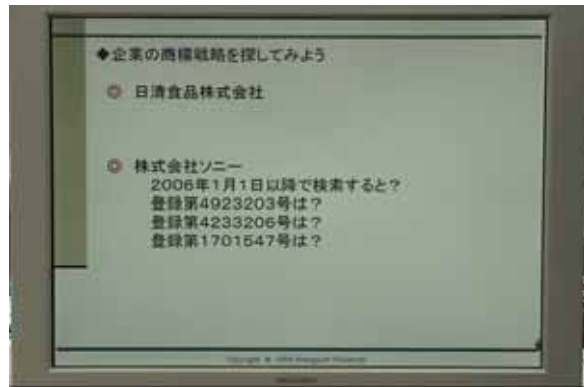 ◆企業の商標戦略を探してみよう
◎ 日清食品株式会社
◎ 株式会社ソニー
2006年1月1日以降で検索すると?
登録第4923203号は?
登録第4233206号は?
登録第1701547号は?